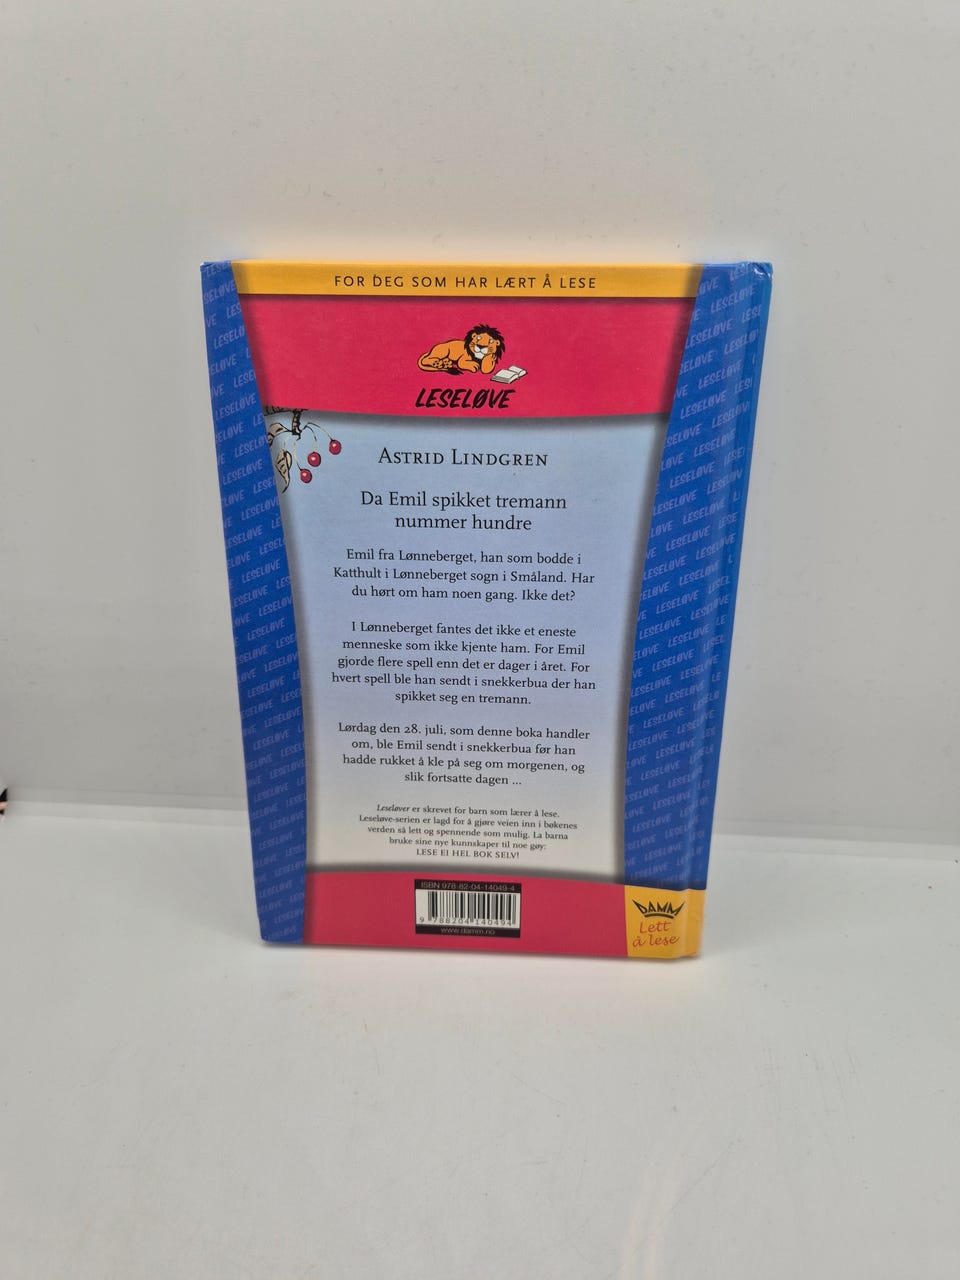 FOR DEG SOM HAR LÆRT Å LESE
LESELØVE
ASTRID LINDGREN
Da Emil spikket tremann
nummer hundre
Emil fra Lønneberget, han som bodde i
Katthult i Lønneberget sogn i Småland. Har
du hørt om ham noen gang. Ikke det?
I Lønneberget fantes det ikke et eneste
menneske som ikke kjente ham. For Emil
gjorde flere spell enn det er dager i året. For
hvert spell ble han sendt i snekkerbua der han
spikket seg en tremann.
Lørdag den 28. juli, som denne boka handler
om, ble Emil sendt i snekkerbua før han
hadde rukket å kle på seg om morgenen, og
slik fortsatte dagen ...
Leseløver er skrevet for barn som lærer å lese.
Leseløve-serien er lagd for å gjøre veien inn i bøkenes
verden så lett og spennende som mulig. La barna
bruke sine nye kunnskaper til noe gøy:
LESE EI HEL BOK SELV!
ISBN 978-82-04-14049-4
9 788204 140494
www.damm.no
DAMM
Lett
å lese